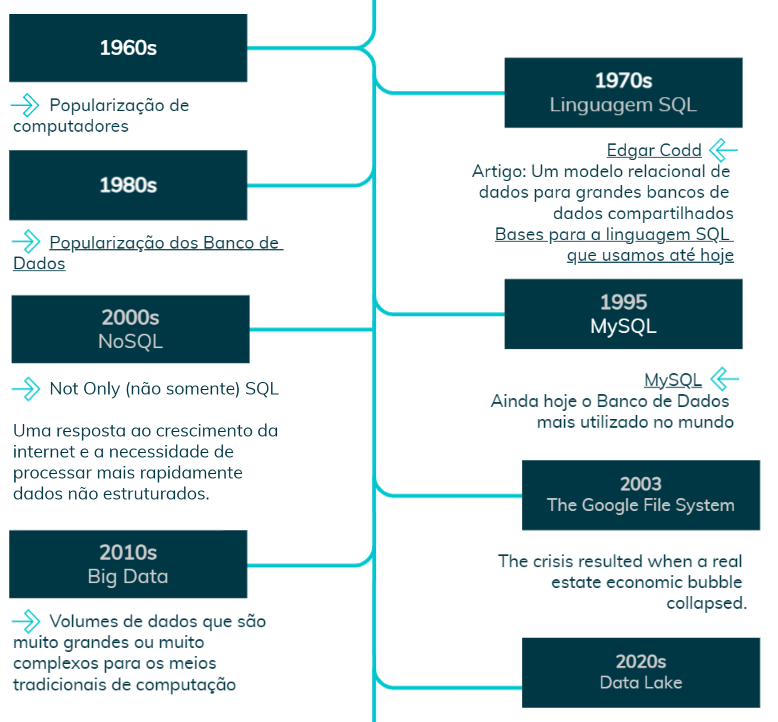 1960s
Popularização de
computadores
1970s
Linguagem SQL
Edgar Codd
Artigo: Um modelo relacional de
dados para grandes bancos de
dados compartilhados
Bases para a linguagem SQL
que usamos até hoje
1980s
Popularização dos Banco de
Dados
1995
MySQL
MySQL
Ainda hoje o Banco de Dados
mais utilizado no mundo
2000s
NoSQL
Not Only (não somente) SQL
Uma resposta ao crescimento da
internet e a necessidade de
processar mais rapidamente
dados não estruturados.
2003
The Google File System
The crisis resulted when a real
estate economic bubble
collapsed.
2010s
Big Data
Volumes de dados que são
muito grandes ou muito
complexos para os meios
tradicionais de computação
2020s
Data Lake